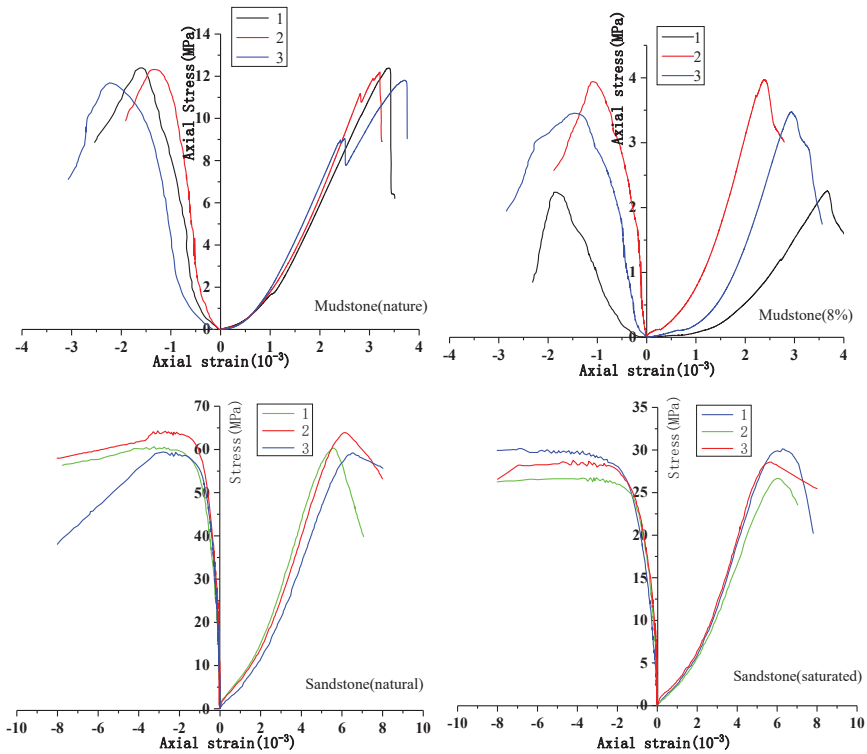 Axial Stress(MPa)
14
12
10
8
6
4
2
0
1
2
3
Mudstone(nature)
-4 -3 -2 -1 0 1 2 3 4
Axial strain(10⁻³)
Axial Stress(MPa)
4
3
2
1
0
1
2
3
Mudstone(8%)
-4 -3 -2 -1 0 1 2 3 4
Axial strain(10⁻³)
Stress(MPa)
70
60
50
40
30
20
10
0
1
2
3
Sandstone(natural)
-10 -8 -6 -4 -2 0 2 4 6 8 10
Axial strain(10⁻³)
Stress(MPa)
35
30
25
20
15
10
5
0
1
2
3
Sandstone(saturated)
-10 -8 -6 -4 -2 0 2 4 6 8 10
Axial strain(10⁻³)